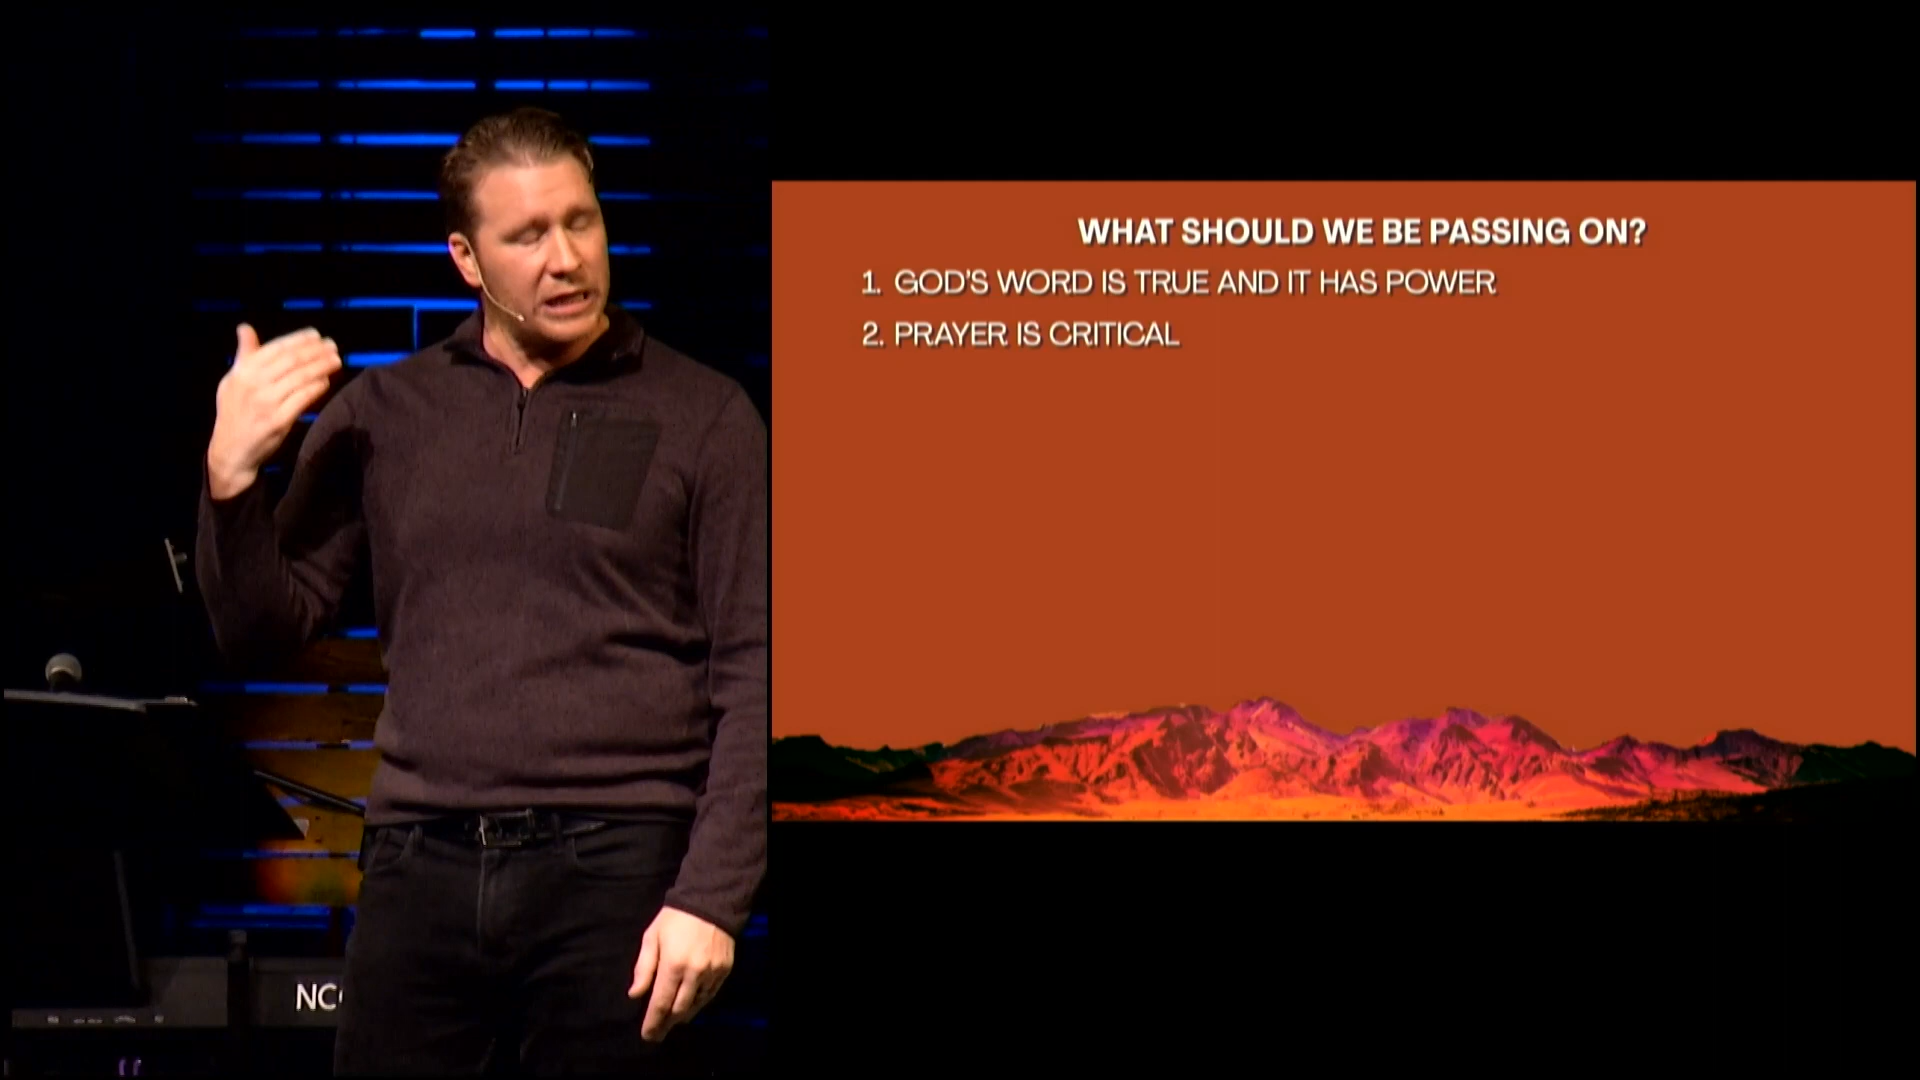 WHAT SHOULD WE BE PASSING ON?
1. GOD'S WORD IS TRUE AND IT HAS POWER
2. PRAYER IS CRITICAL
NC